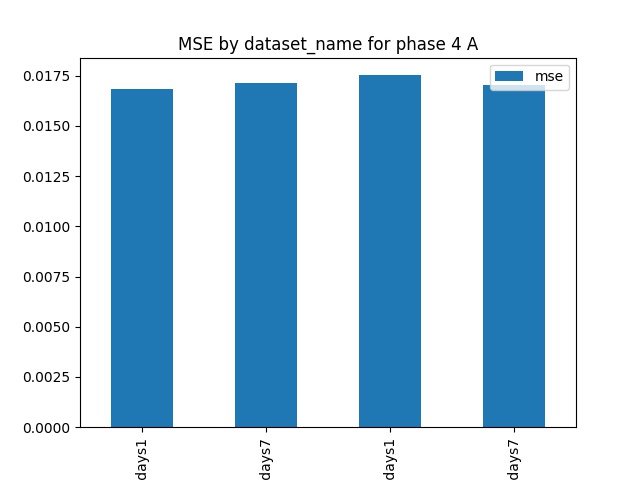 MSE by dataset_name for phase 4 A
mse
0.0175
0.0150
0.0125
0.0100
0.0075
0.0050
0.0025
0.0000
days1
days7
days1
days7